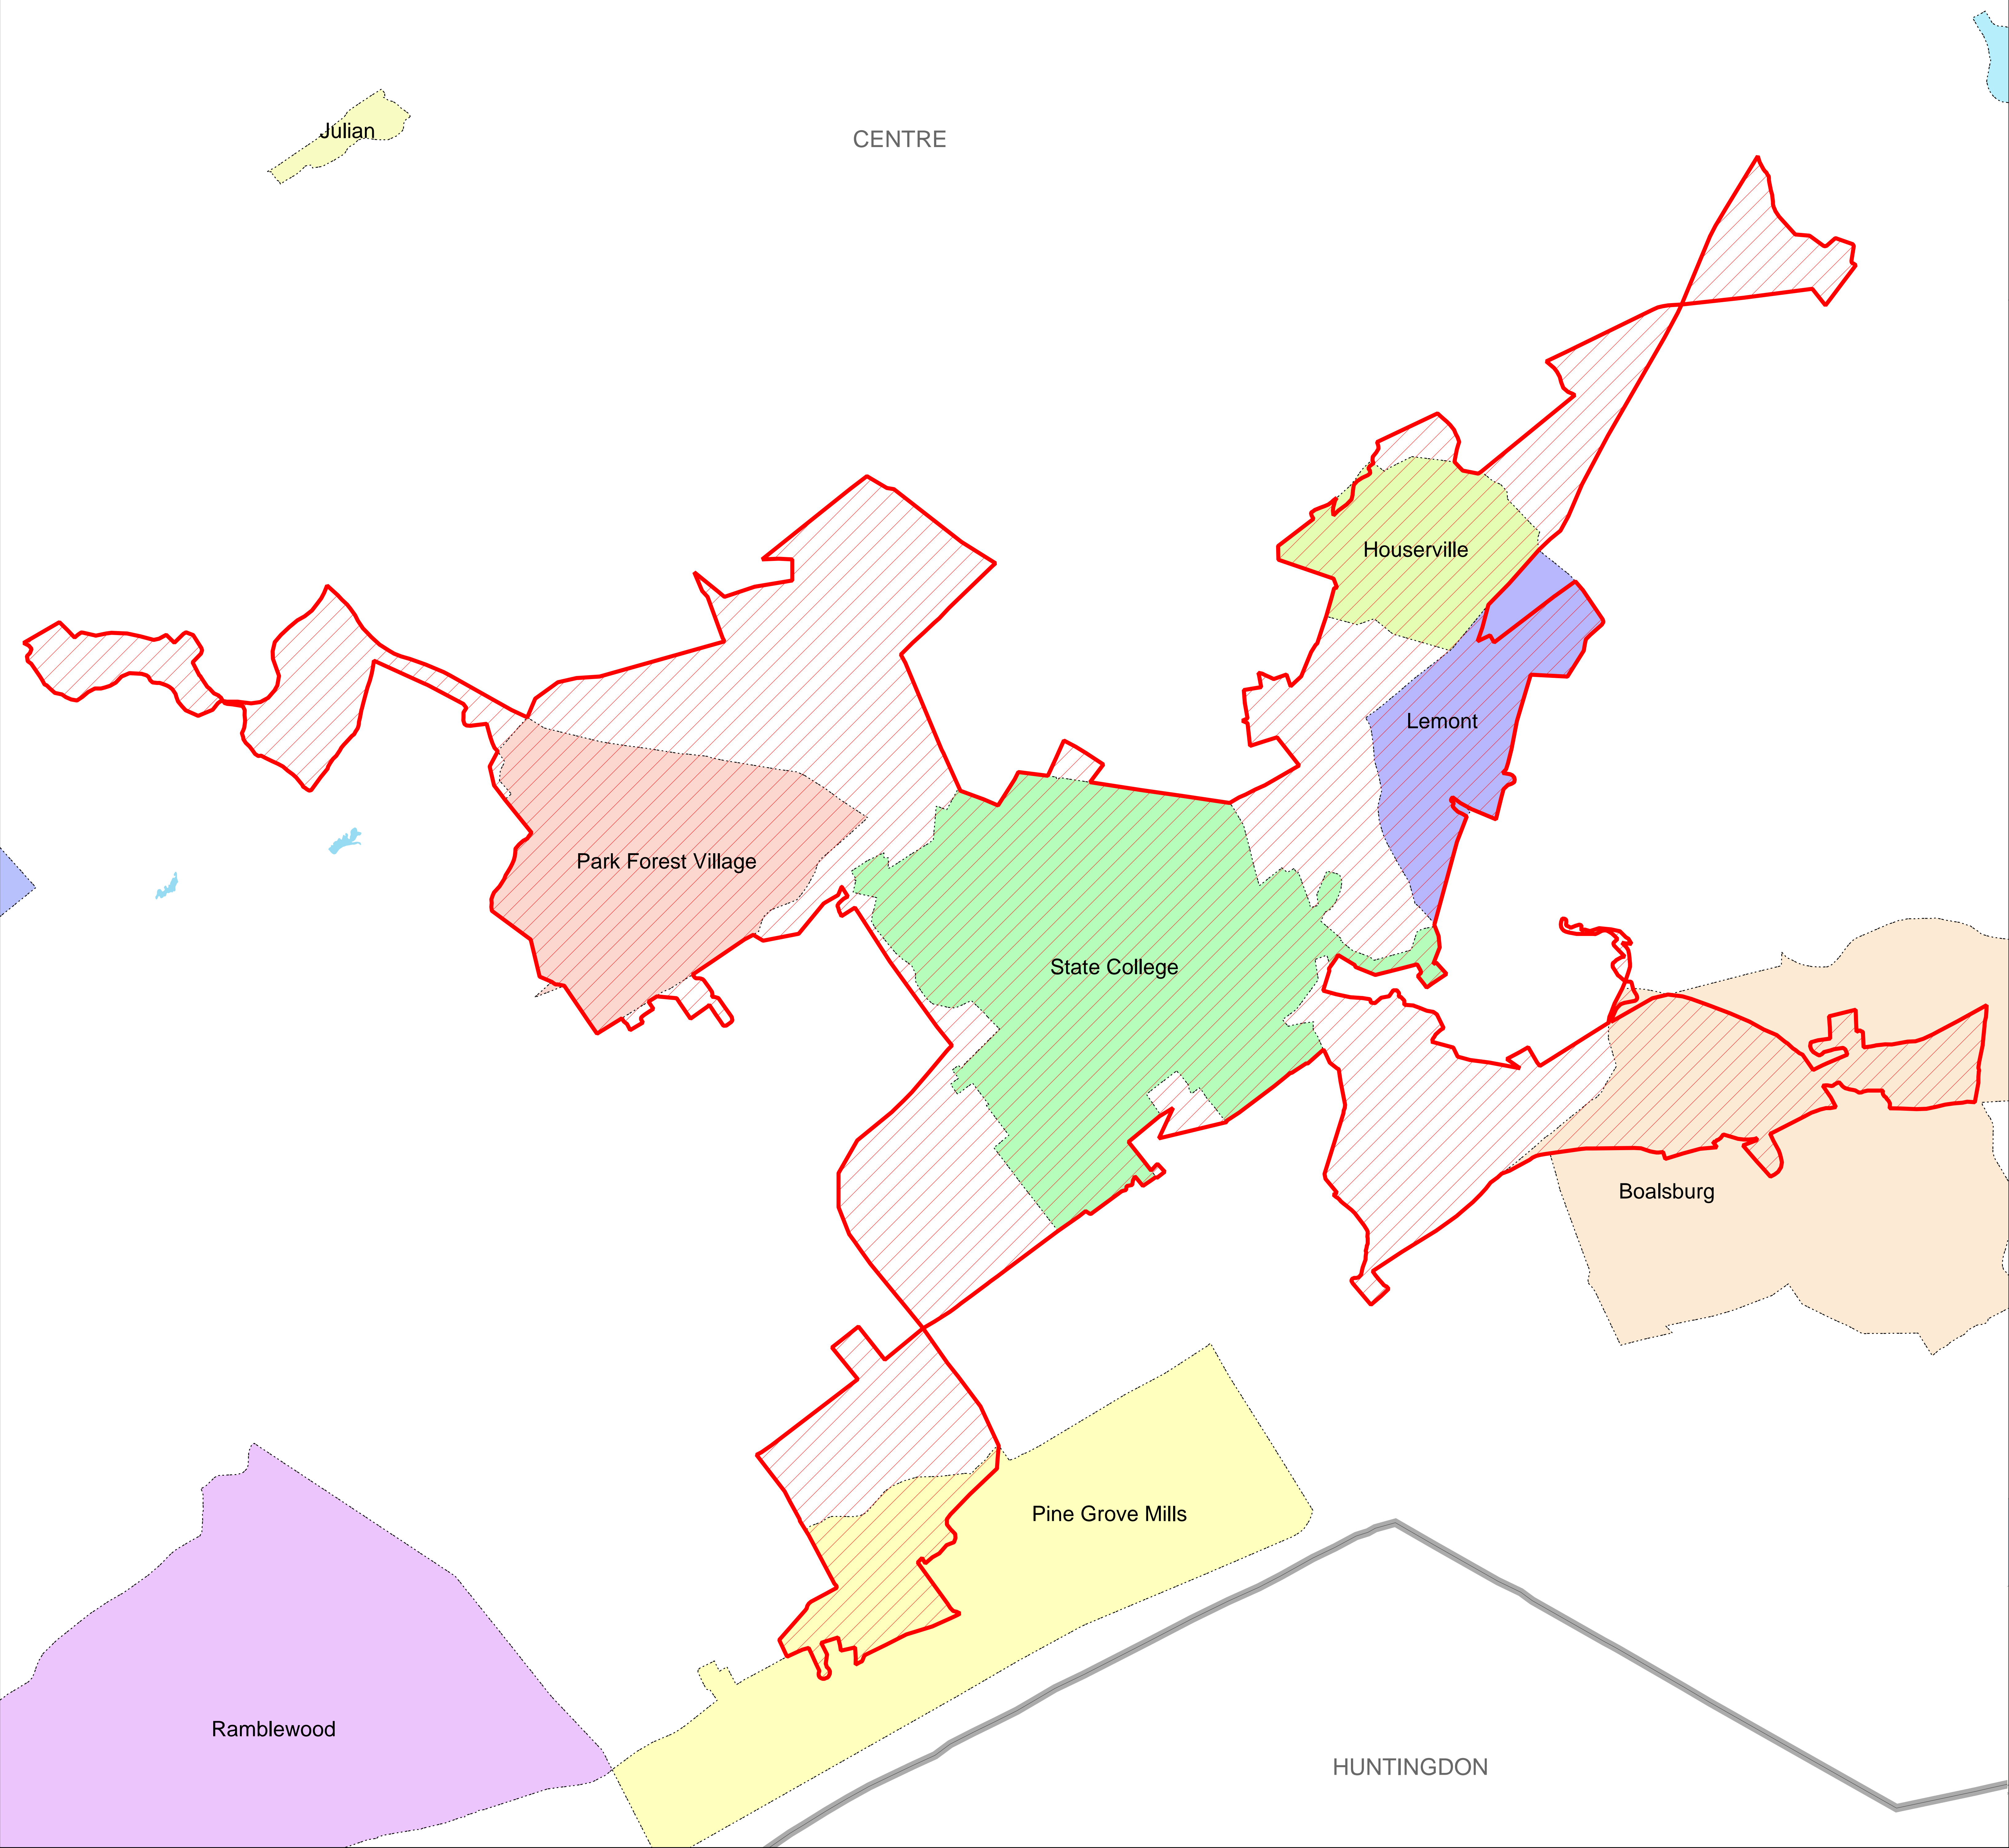 Julian
CENTRE
Houserville
Lemont
Park Forest Village
State College
Boalsburg
Pine Grove Mills
Ramblewood
HUNTINGDON